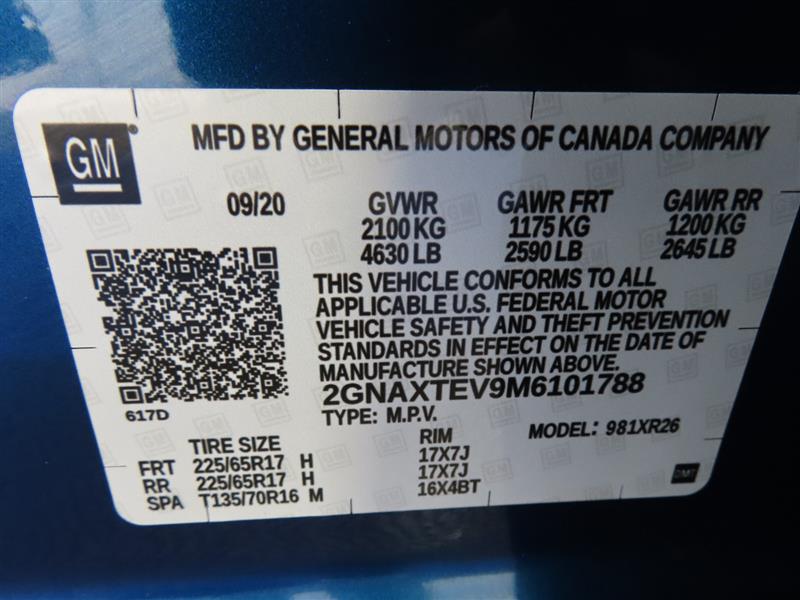 GM
MFD BY GENERAL MOTORS OF CANADA COMPANY
09/20 GVWR GAWR FRT GAWR RR
2100 KG 1175 KG 1200 KG
4630 LB 2590 LB 2645 LB
THIS VEHICLE CONFORMS TO ALL
APPLICABLE U.S. FEDERAL MOTOR
VEHICLE SAFETY AND THEFT PREVENTION
STANDARDS IN EFFECT ON THE DATE OF
MANUFACTURE SHOWN ABOVE.
2GNAXTEV9M6101788
617D
TYPE: M.P.V. MODEL: 981XR26
TIRE SIZE RIM
FRT 225/65R17 H 17X7J
RR 225/65R17 H 17X7J
SPA T135/70R16 M 16X4BT
GM